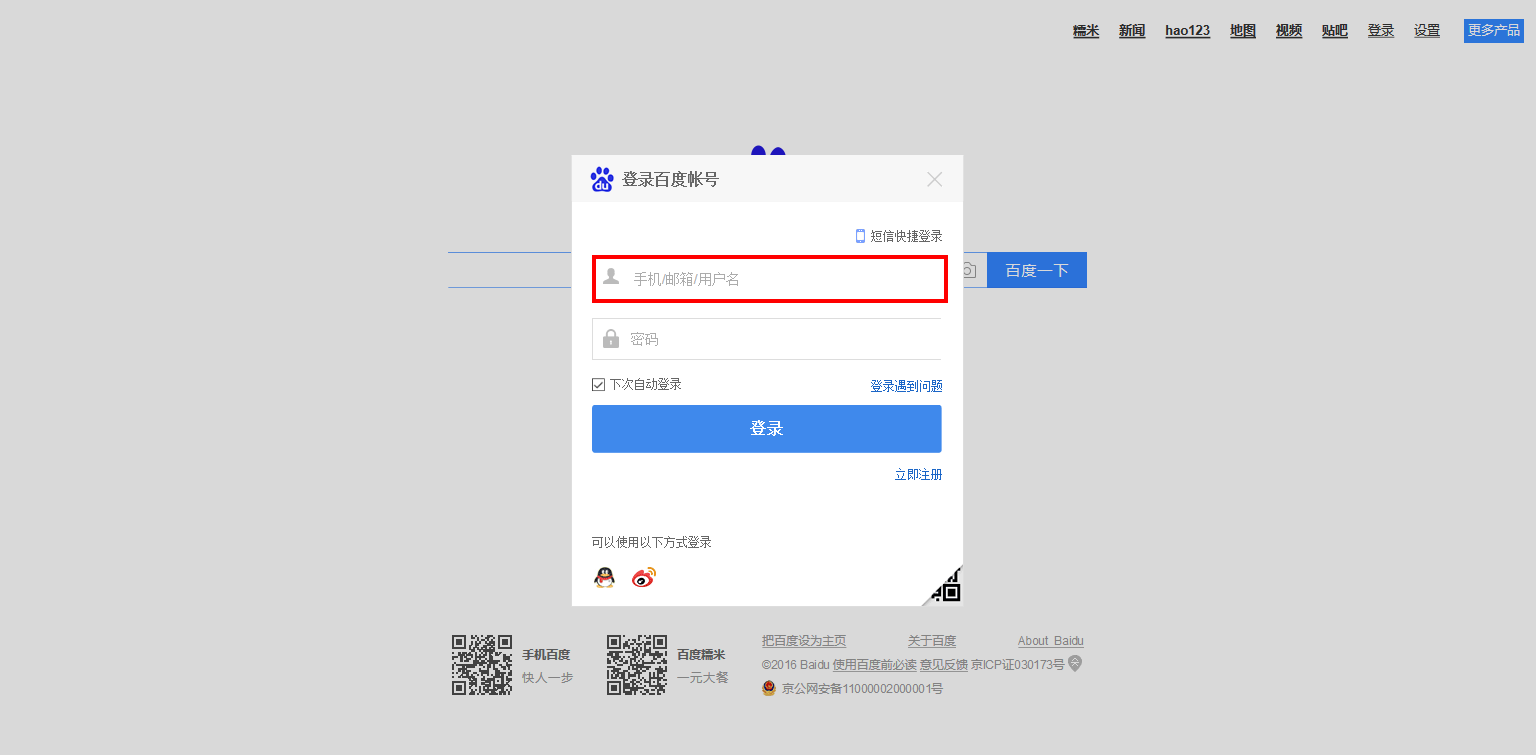 糯米 新闻 hao123 地图 视频 贴吧 登录 设置 更多产品
du 登录百度帐号
短信快捷登录
百度一下
手机/邮箱/用户名
密码
下次自动登录 登录遇到问题
登录
立即注册
可以使用以下方式登录
手机百度
快人一步
百度糯米
一元大餐
把百度设为主页 关于百度 About Baidu
©2016 Baidu 使用百度前必读 意见反馈 京ICP证030173号
京公网安备11000002000001号